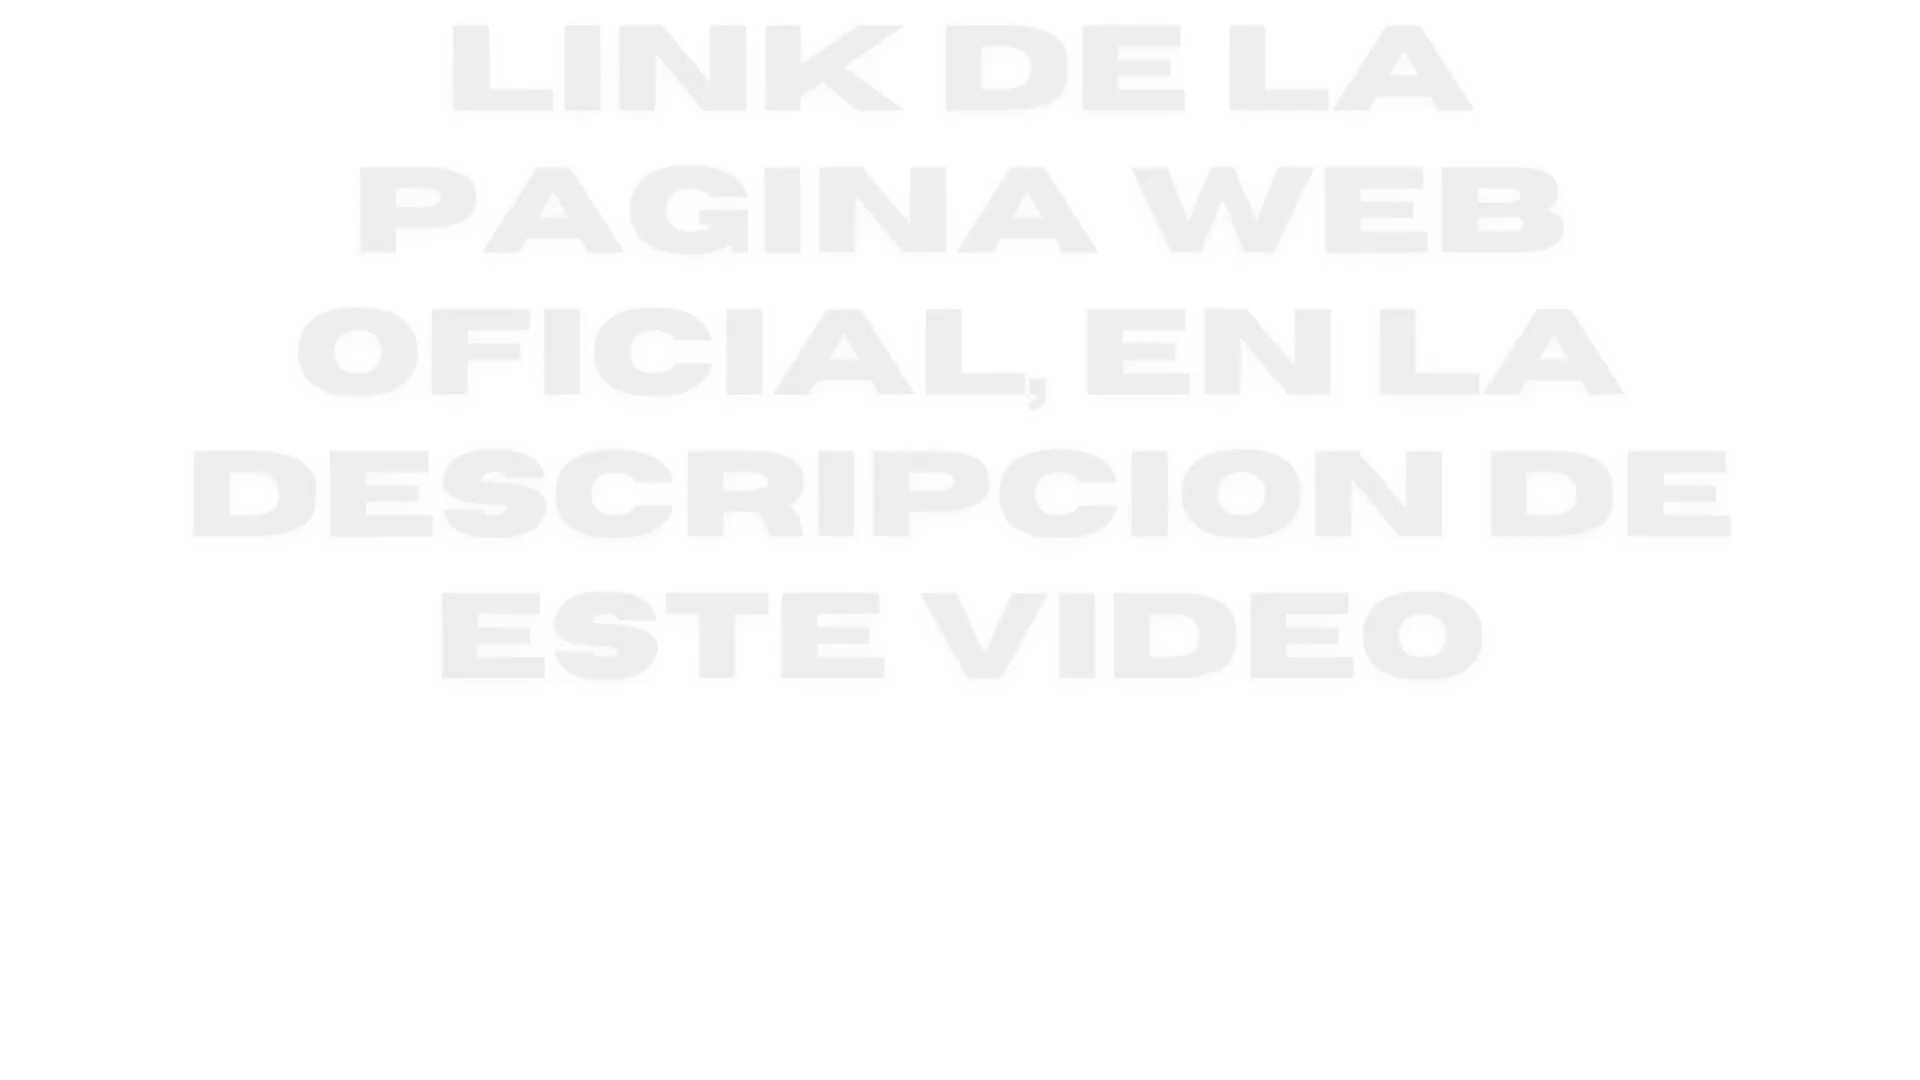 LINK DE LA
PAGINA WEB
OFICIAL, EN LA
DESCRIPCION DE
ESTE VIDEO